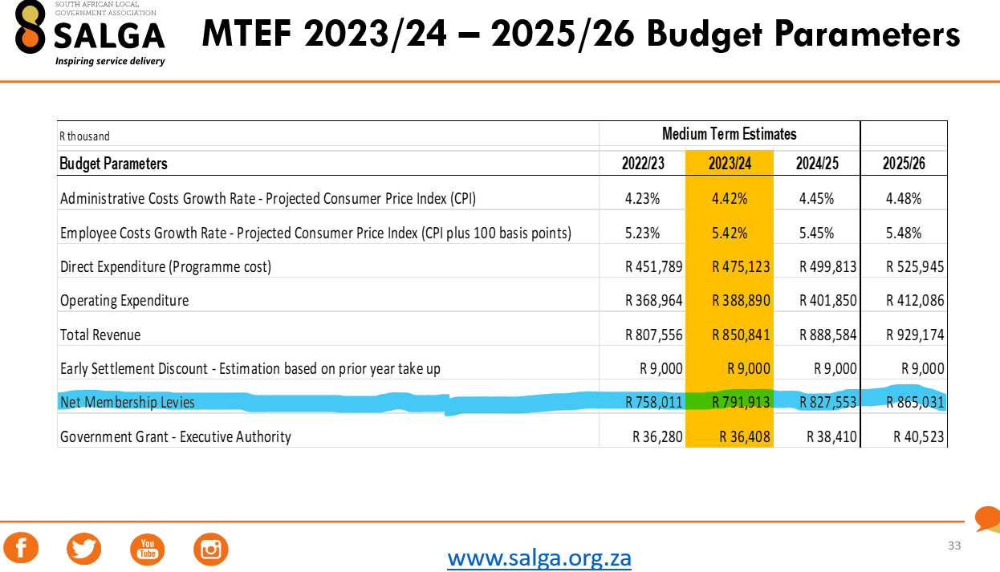 SOUTH AFRICAN LOCAL
GOVERNMENT ASSOCIATION
SALGA
Inspiring service delivery
MTEF 2023/24 – 2025/26 Budget Parameters
R thousand Medium Term Estimates
Budget Parameters 2022/23 2023/24 2024/25 2025/26
Administrative Costs Growth Rate - Projected Consumer Price Index (CPI) 4.23% 4.42% 4.45% 4.48%
Employee Costs Growth Rate - Projected Consumer Price Index (CPI plus 100 basis points) 5.23% 5.42% 5.45% 5.48%
Direct Expenditure (Programme cost) R 451,789 R 475,123 R 499,813 R 525,945
Operating Expenditure R 368,964 R 388,890 R 401,850 R 412,086
Total Revenue R 807,556 R 850,841 R 888,584 R 929,174
Early Settlement Discount - Estimation based on prior year take up R 9,000 R 9,000 R 9,000 R 9,000
Net Membership Levies R 758,011 R 791,913 R 827,553 R 865,031
Government Grant - Executive Authority R 36,280 R 36,408 R 38,410 R 40,523
You
Tube
www.salga.org.za
33